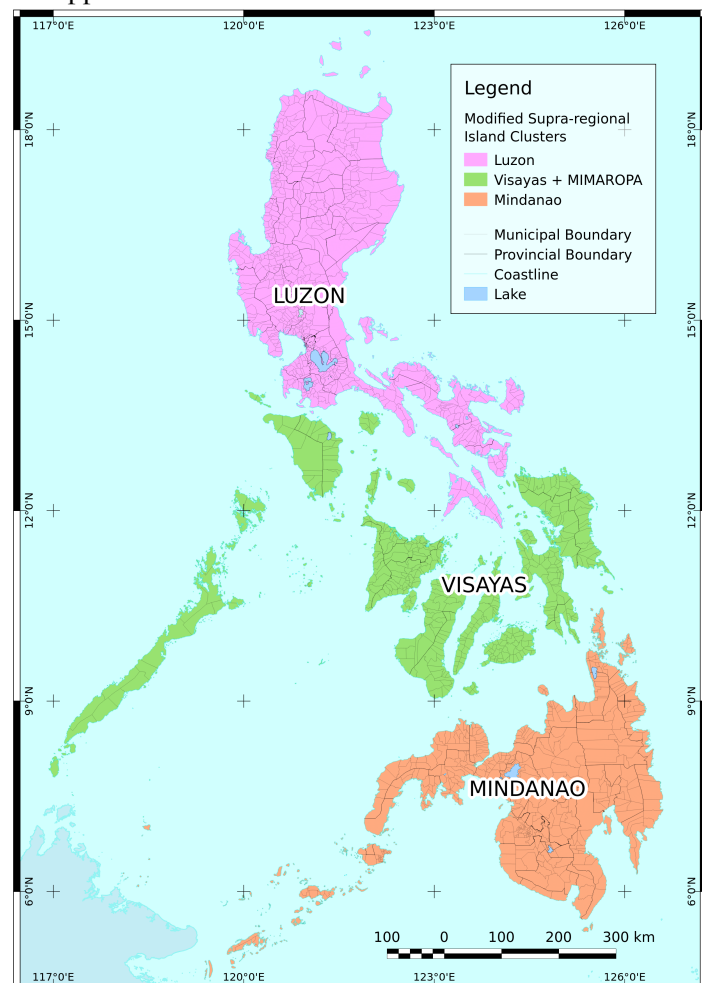 117°0'E 120°0'E 123°0'E 126°0'E
Legend
Modified Supra-regional
Island Clusters
Luzon
Visayas + MIMAROPA
Mindanao
Municipal Boundary
Provincial Boundary
Coastline
Lake
18°0'N 18°0'N
LUZON
15°0'N 15°0'N
12°0'N 12°0'N
VISAYAS
9°0'N 9°0'N
MINDANAO
6°0'N 6°0'N
100 0 100 200 300 km
117°0'E 120°0'E 123°0'E 126°0'E